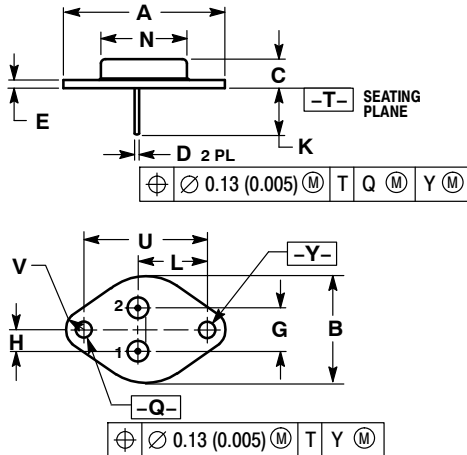 A
N
C
E
–T– SEATING PLANE
K
D 2 PL
⌖ ∅ 0.13 (0.005) Ⓜ T Q Ⓜ Y Ⓜ
U
L
–Y–
V
2
H
1
G
B
–Q–
⌖ ∅ 0.13 (0.005) Ⓜ T Y Ⓜ